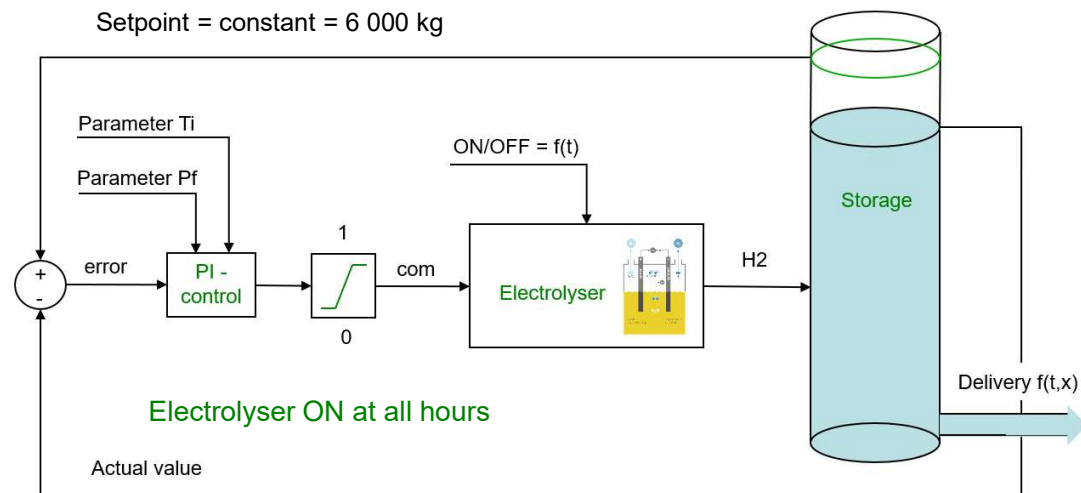 Setpoint = constant = 6 000 kg
Parameter Ti
Parameter Pf
ON/OFF = f(t)
Storage
1
+
-
error
PI -
control
com
Electrolyser
H2
0
Delivery f(t,x)
Electrolyser ON at all hours
Actual value